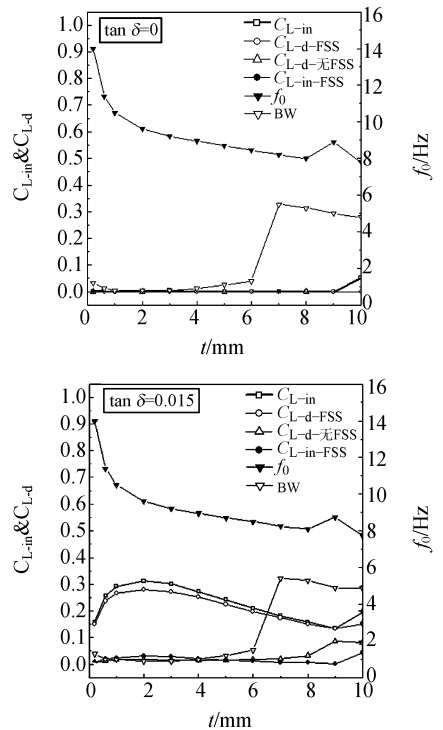 tan δ=0
C_L-in
C_L-d-FSS
C_L-d-无FSS
C_L-in-FSS
f_0
BW
1.0
0.9
0.8
0.7
0.6
0.5
0.4
0.3
0.2
0.1
0.0
C_L-in&C_L-d
16
14
12
10
8
6
4
2
0
f_0/Hz
0 2 4 6 8 10
t/mm
tan δ=0.015
C_L-in
C_L-d-FSS
C_L-d-无FSS
C_L-in-FSS
f_0
BW
1.0
0.9
0.8
0.7
0.6
0.5
0.4
0.3
0.2
0.1
0.0
C_L-in&C_L-d
16
14
12
10
8
6
4
2
0
f_0/Hz
0 2 4 6 8 10
t/mm